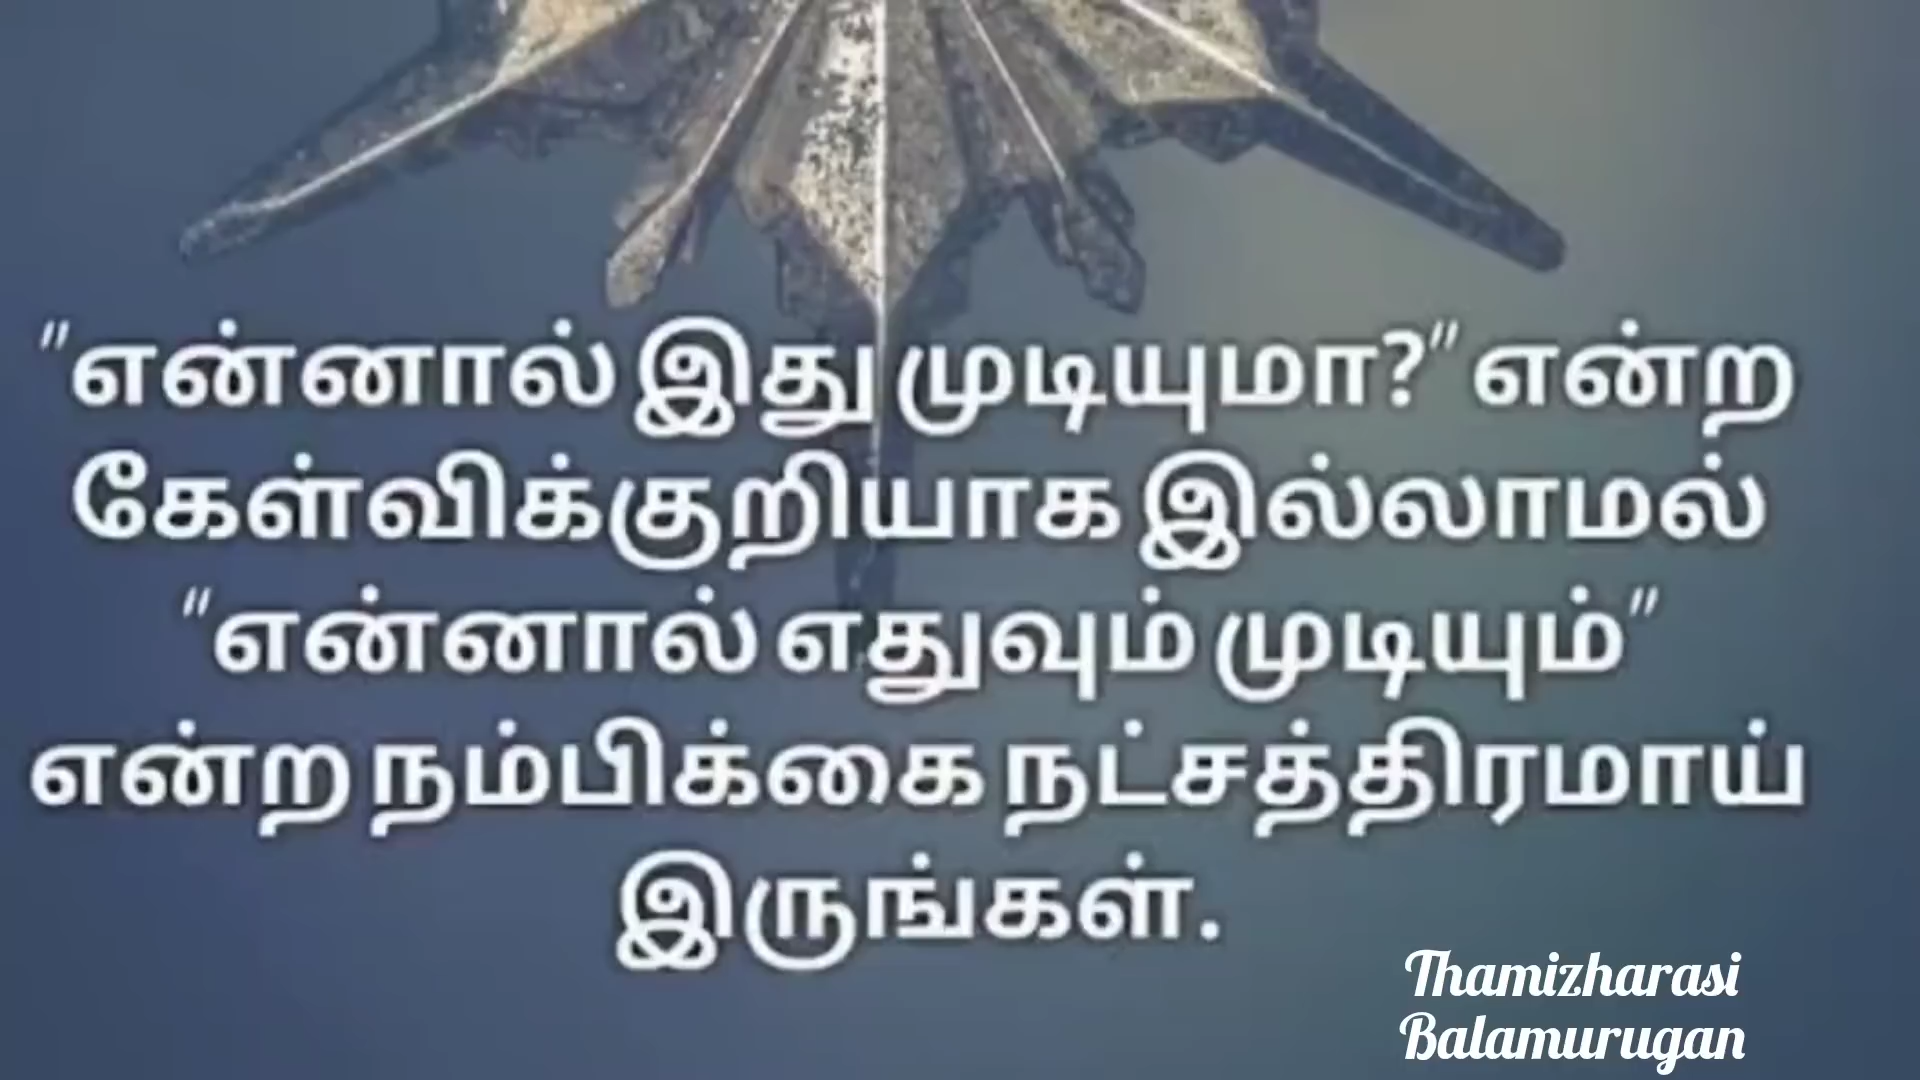 "என்னால் இது முடியுமா?" என்ற
கேள்விக்குறியாக இல்லாமல்
"என்னால் எதுவும் முடியும்"
என்ற நம்பிக்கை நட்சத்திரமாய்
இருங்கள்.
Thamizharasi
Balamurugan